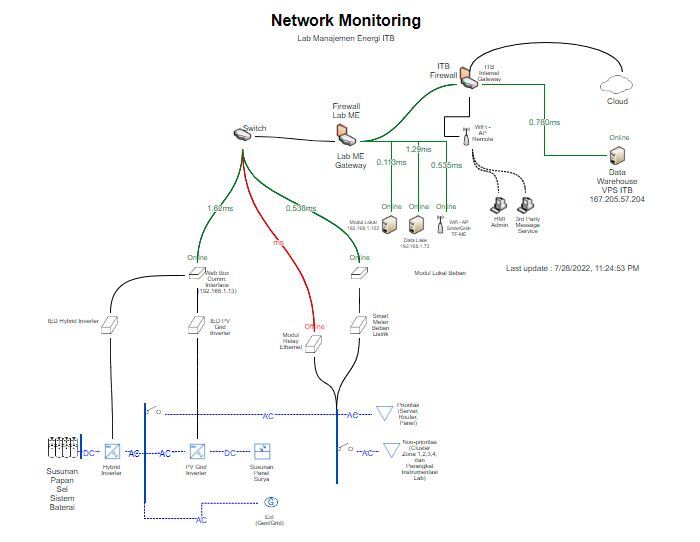 Network Monitoring
Lab Manajemen Energi ITB
ITB
Firewall
ITB
Internet
Gateway
Cloud
Firewall
Lab ME
Switch
Lab ME
Gateway
WiFi -
AP
Remote
0.780ms
Online
Data
Warehouse
VPS ITB
167.205.57.204
1.29ms
0.113ms
0.535ms
Online
Online
Online
Modul Lokal
192.168.1.102
Data Lake
192.168.1.73
Wifi - AP
SmartGrid-
TF-ME
HMI
Admin
3rd Party
Message
Service
1.62ms
0.538ms
ms
Online
Web Box
Comm.
Interface
(192.168.1.13)
Online
Modul Lokal Beban
Last update : 7/28/2022, 11:24:53 PM
IED Hybrid Inverter
IED PV
Grid
Inverter
Offline
Modul
Relay
Ethernet
Smart
Meter
Beban
Listrik
AC
Prioritas
(Server,
Router,
Panel)
Susunan
Papan
Sel
Sistem
Baterai
DC
Hybrid
Inverter
AC
AC
PV Grid
Inverter
DC
Susunan
Panel
Surya
AC
Non-prioritas
(Cluster
Zona 1,2,3,4,
dan
Perangkat
Instrumentasi
Lab)
AC
G
Ext
(Gen/Grid)